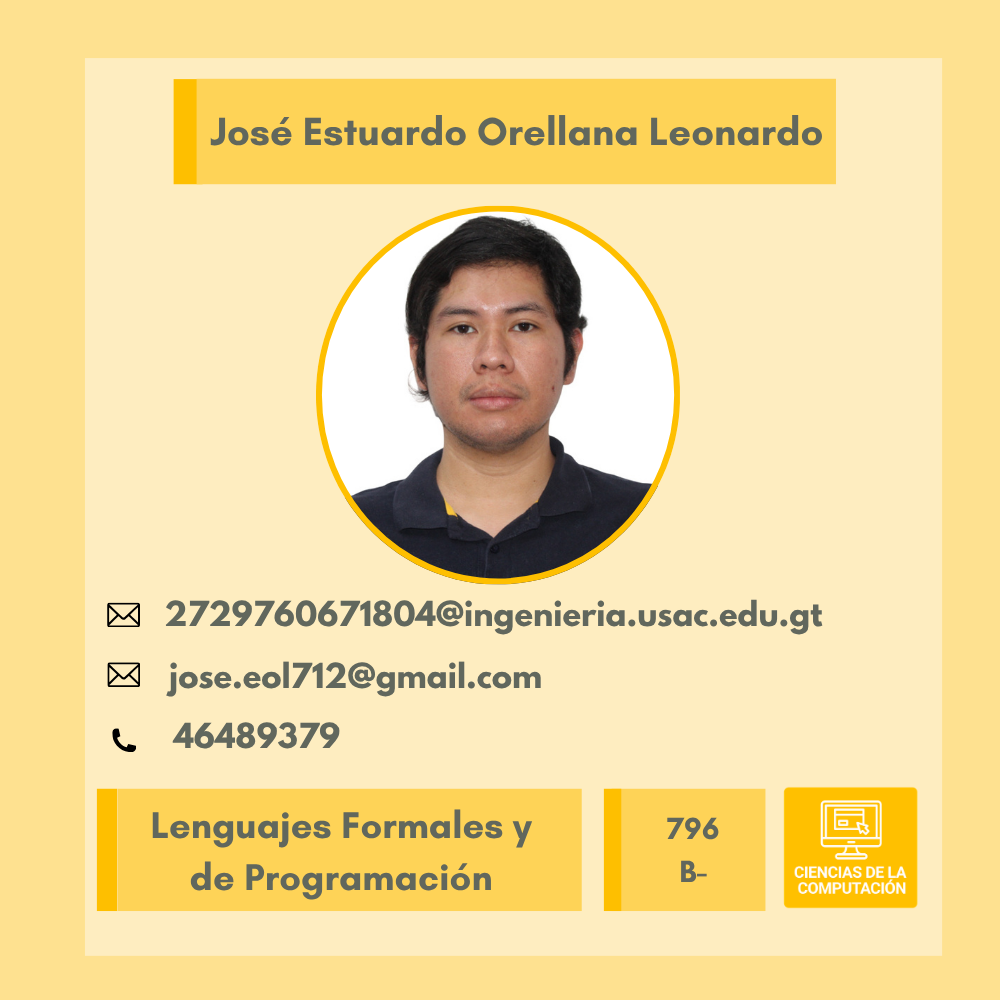 José Estuardo Orellana Leonardo
2729760671804@ingenieria.usac.edu.gt
jose.eol712@gmail.com
46489379
Lenguajes Formales y
de Programación
796
B-
CIENCIAS DE LA
COMPUTACIÓN